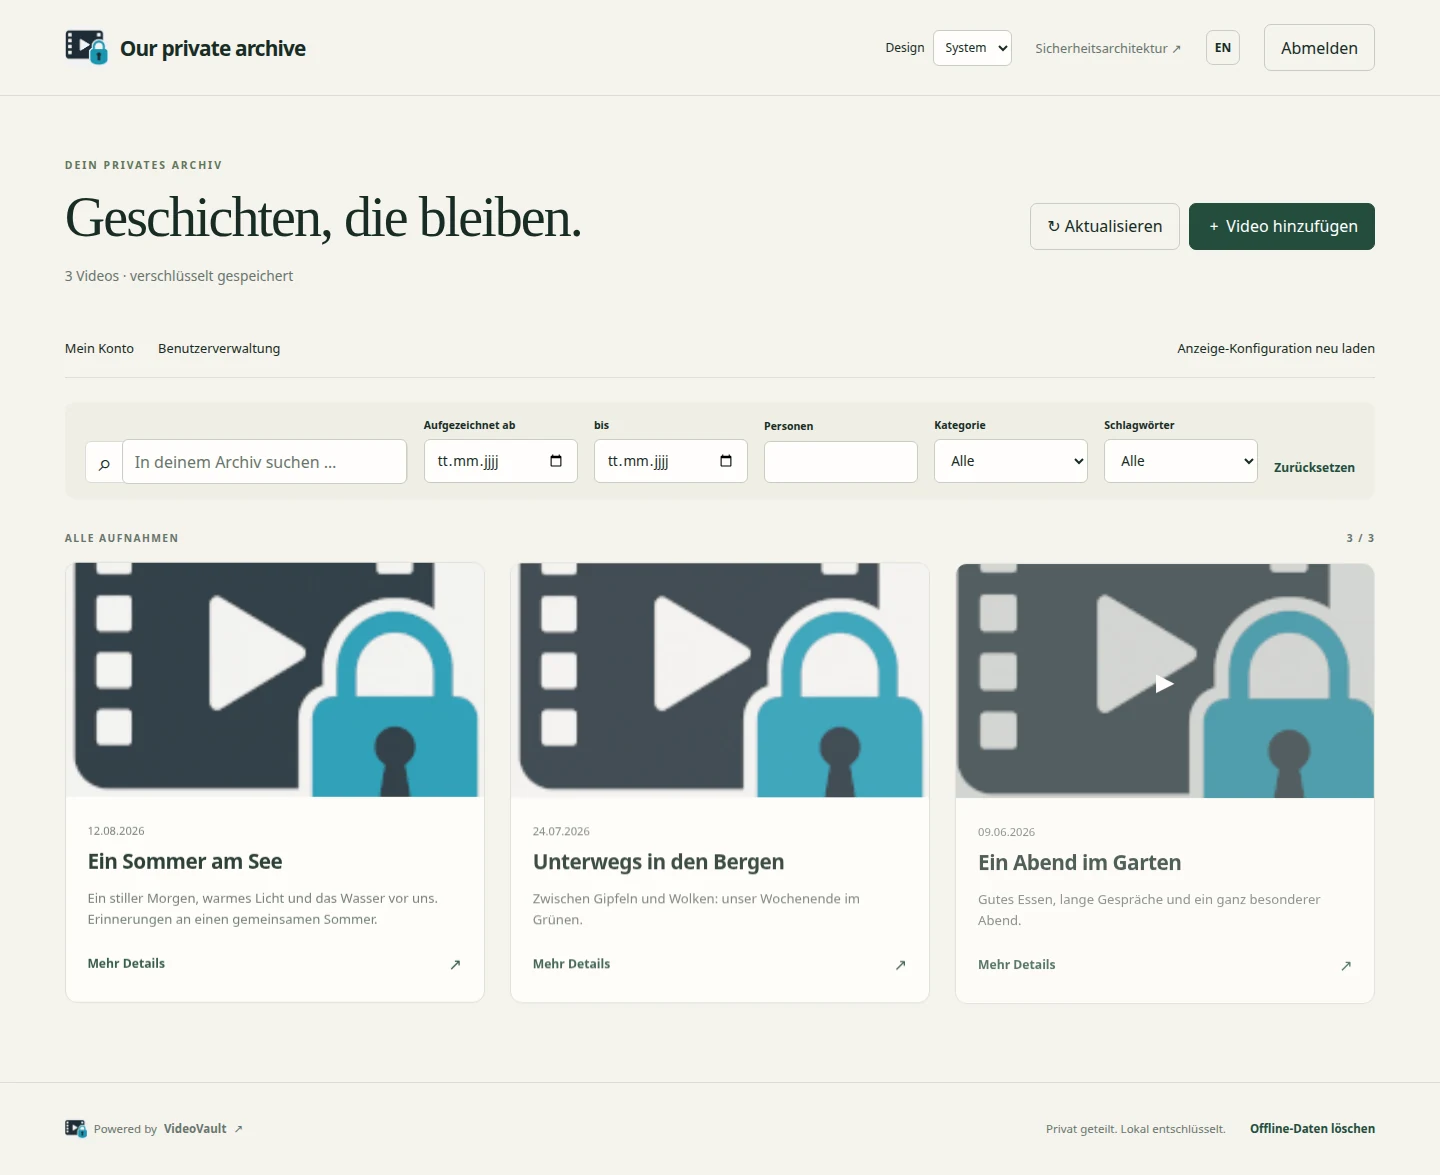 Our private archive
Design System Sicherheitsarchitektur ↗ EN Abmelden
DEIN PRIVATES ARCHIV
Geschichten, die bleiben.
↻ Aktualisieren + Video hinzufügen
3 Videos · verschlüsselt gespeichert
Mein Konto Benutzerverwaltung Anzeige-Konfiguration neu laden
Aufgezeichnet ab bis Personen Kategorie Schlagwörter
In deinem Archiv suchen ... tt.mm.jjjj tt.mm.jjjj Alle Alle Zurücksetzen
ALLE AUFNAHMEN 3 / 3
12.08.2026
Ein Sommer am See
Ein stiller Morgen, warmes Licht und das Wasser vor uns.
Erinnerungen an einen gemeinsamen Sommer.
Mehr Details ↗
24.07.2026
Unterwegs in den Bergen
Zwischen Gipfeln und Wolken: unser Wochenende im
Grünen.
Mehr Details ↗
09.06.2026
Ein Abend im Garten
Gutes Essen, lange Gespräche und ein ganz besonderer
Abend.
Mehr Details ↗
Powered by VideoVault ↗ Privat geteilt. Lokal entschlüsselt. Offline-Daten löschen